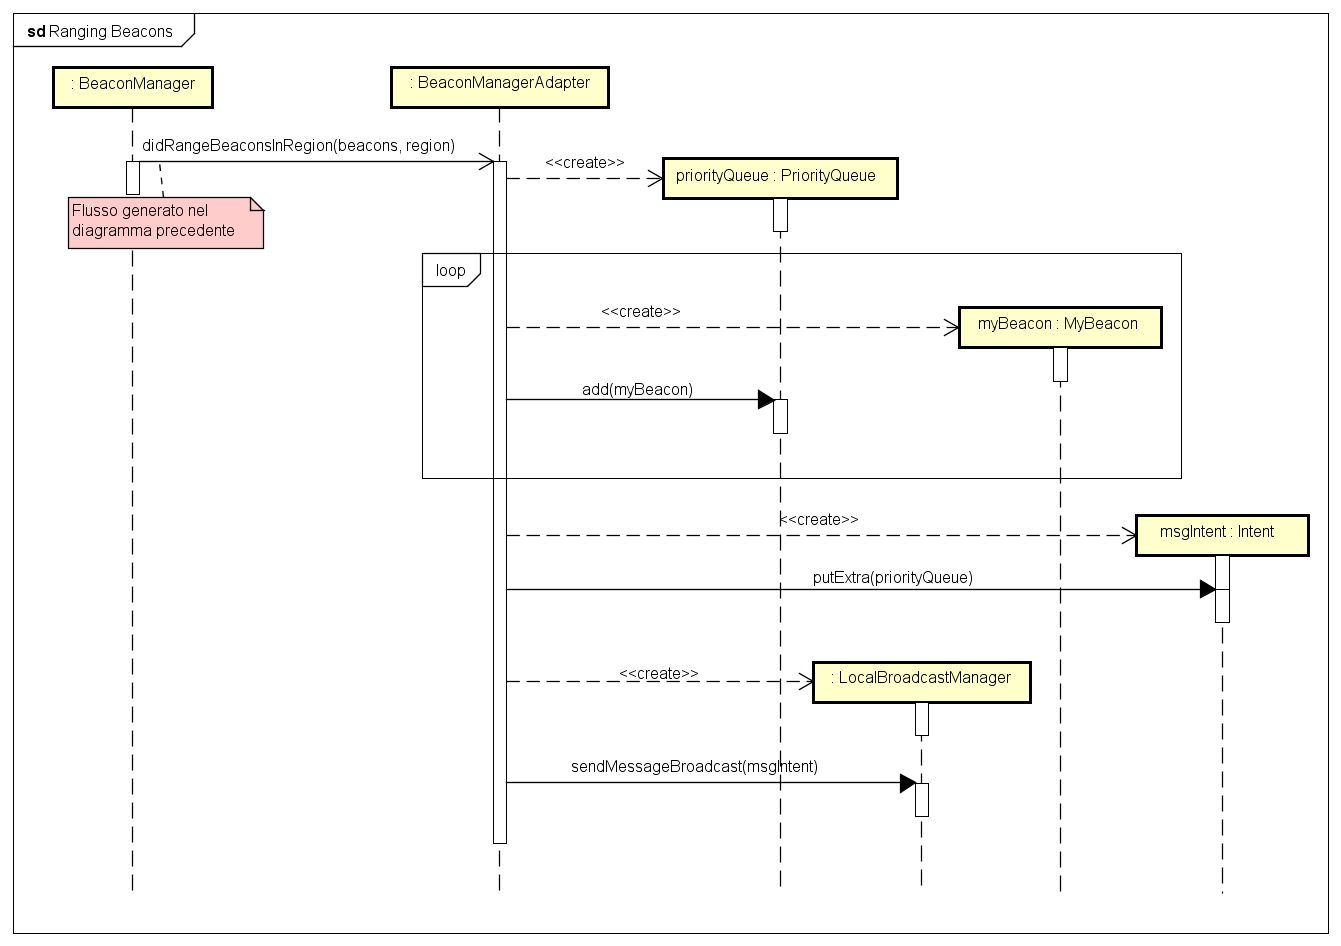 sd Ranging Beacons
: BeaconManager
: BeaconManagerAdapter
didRangeBeaconsInRegion(beacons, region)
<<create>>
priorityQueue : PriorityQueue
Flusso generato nel
diagramma precedente
loop
<<create>>
myBeacon : MyBeacon
add(myBeacon)
<<create>>
msgIntent : Intent
putExtra(priorityQueue)
<<create>>
: LocalBroadcastManager
sendMessageBroadcast(msgIntent)